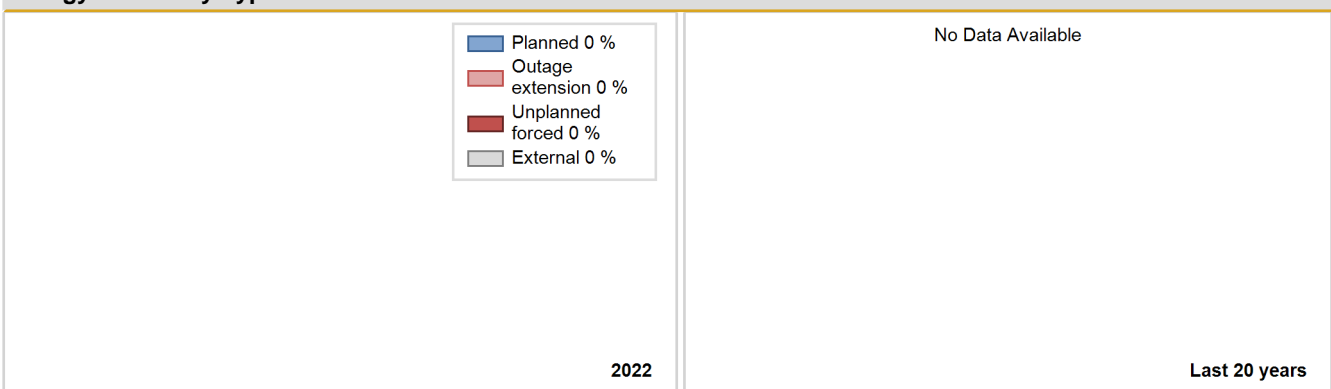 Planned 0 %
Outage
extension 0 %
Unplanned
forced 0 %
External 0 %
2022
No Data Available
Last 20 years